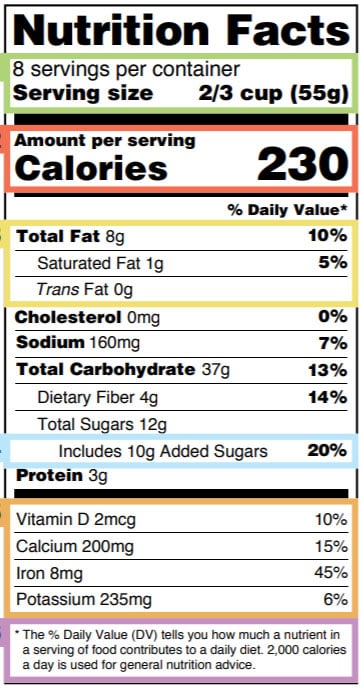 Nutrition Facts
8 servings per container
Serving size 2/3 cup (55g)
Amount per serving
Calories 230
% Daily Value*
Total Fat 8g 10%
Saturated Fat 1g 5%
Trans Fat 0g
Cholesterol 0mg 0%
Sodium 160mg 7%
Total Carbohydrate 37g 13%
Dietary Fiber 4g 14%
Total Sugars 12g
Includes 10g Added Sugars 20%
Protein 3g
Vitamin D 2mcg 10%
Calcium 200mg 15%
Iron 8mg 45%
Potassium 235mg 6%
* The % Daily Value (DV) tells you how much a nutrient in
a serving of food contributes to a daily diet. 2,000 calories
a day is used for general nutrition advice.